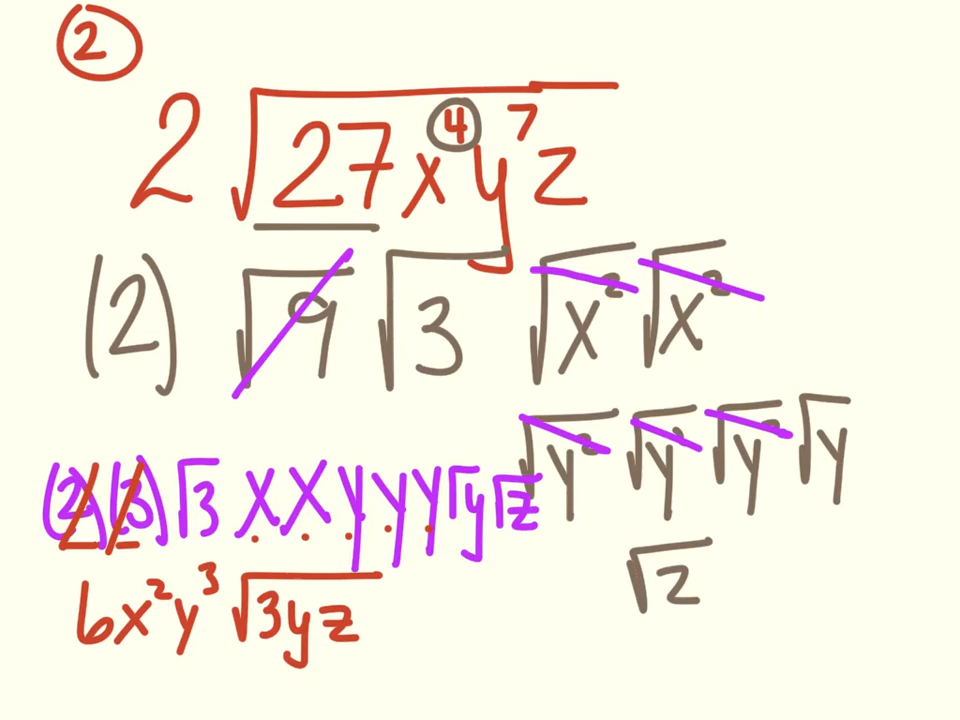 2
2√27x⁴y⁷z
(2) √9 √3 √x² √x²
√y² √y² √y² √y
(2)(3)√3 x x y y y √y √z
√z
6x²y³√3yz